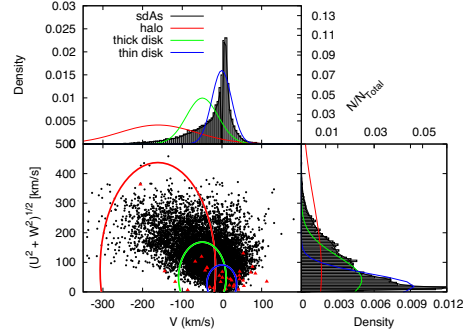 sdAs
halo
thick disk
thin disk
0.03
0.025
0.02
0.015
0.01
0.005
0
Density
0.13
0.11
0.09
0.07
0.05
0.03
N/N_Total
0.01 0.03 0.05
500
400
300
200
100
0
(U² + W²)^1/2 [km/s]
-300 -200 -100 0 100
V (km/s)
0 0.003 0.006 0.009 0.012
Density